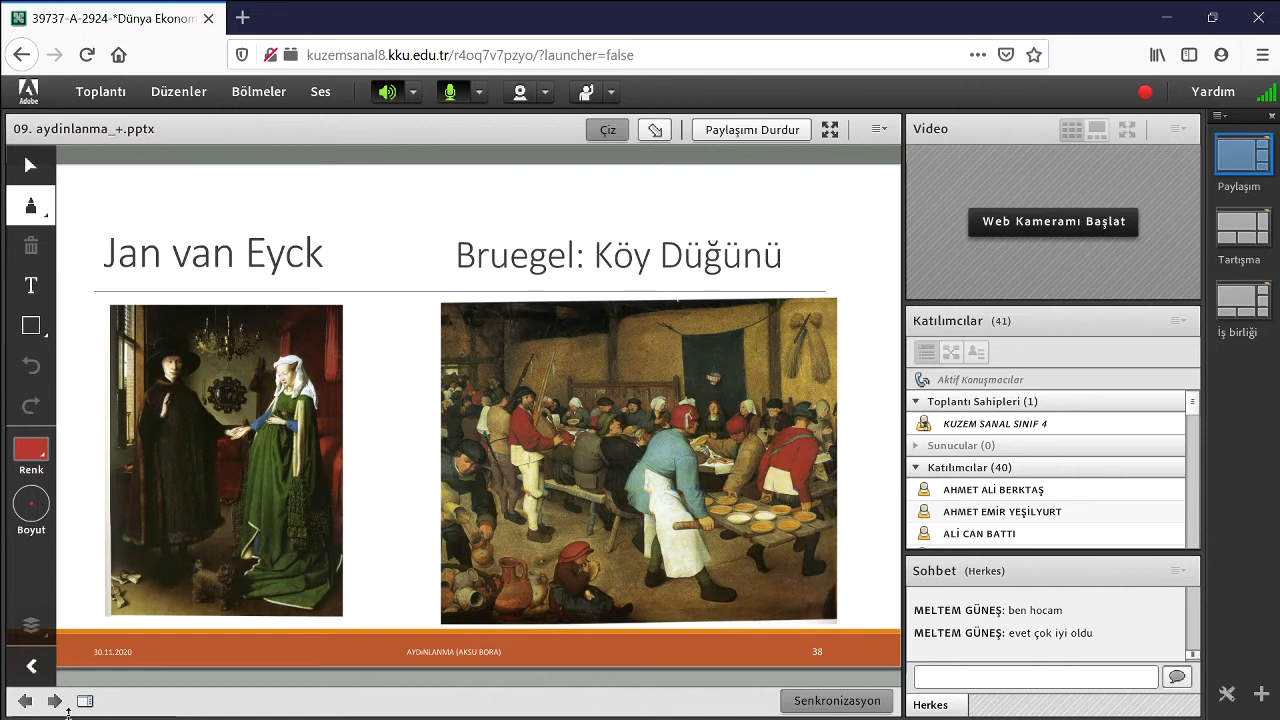 39737-A-2924-*Dünya Ekonom
kuzemsanal8.kku.edu.tr/r4oq7v7pzyo/?launcher=false
Adobe
Toplantı
Düzenler
Bölmeler
Ses
Yardım
09. aydinlanma_+.pptx
Çiz
Paylaşımı Durdur
Jan van Eyck
Bruegel: Köy Düğünü
T
Renk
Boyut
30.11.2020
AYDıNLANMA (AKSU BORA)
38
Senkronizasyon
Video
Web Kameramı Başlat
Katılımcılar (41)
Aktif Konuşmacılar
Toplantı Sahipleri (1)
KUZEM SANAL SINIF 4
Sunucular (0)
Katılımcılar (40)
AHMET ALİ BERKTAŞ
AHMET EMİR YEŞİLYURT
ALİ CAN BATTI
Sohbet (Herkes)
MELTEM GÜNEŞ: ben hocam
MELTEM GÜNEŞ: evet çok iyi oldu
Herkes
Paylaşım
Tartışma
İş birliği